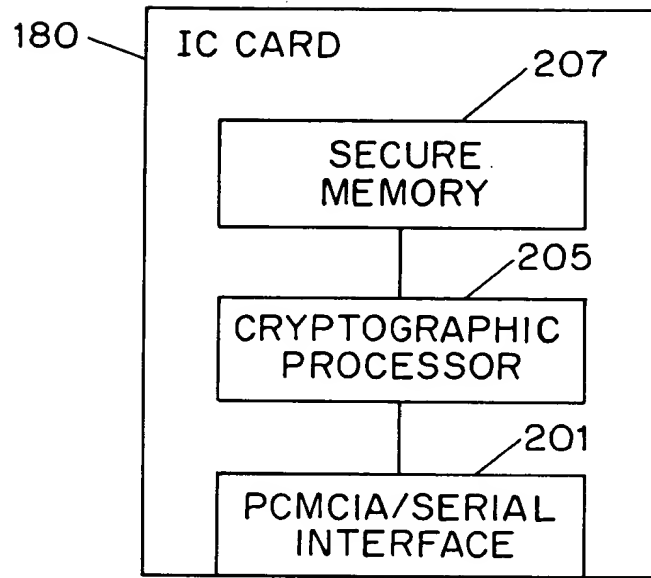 180
IC CARD
207
SECURE
MEMORY
205
CRYPTOGRAPHIC
PROCESSOR
201
PCMCIA/SERIAL
INTERFACE